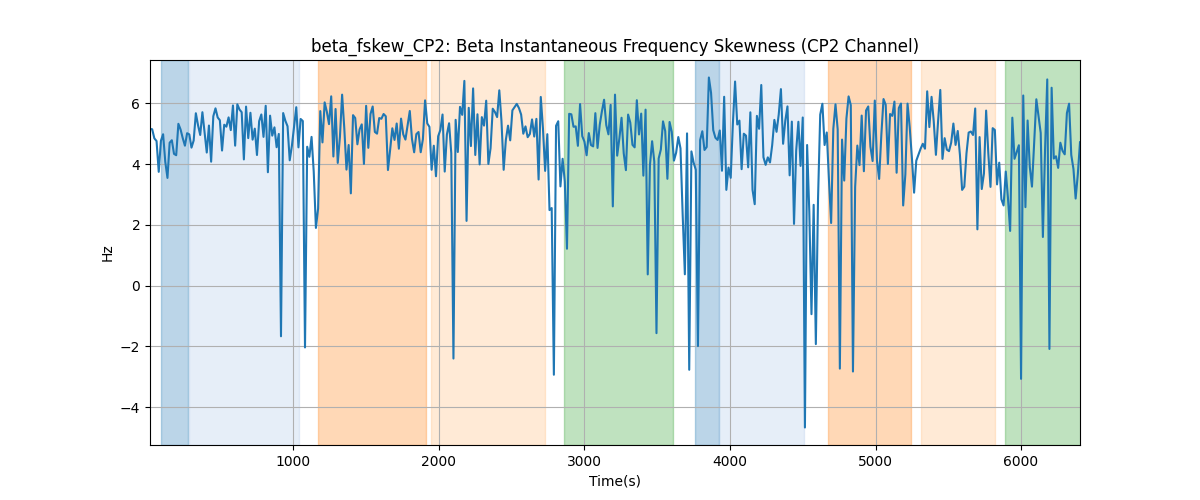 beta_fskew_CP2: Beta Instantaneous Frequency Skewness (CP2 Channel)
6
4
2
0
−2
−4
Hz
1000 2000 3000 4000 5000 6000
Time(s)